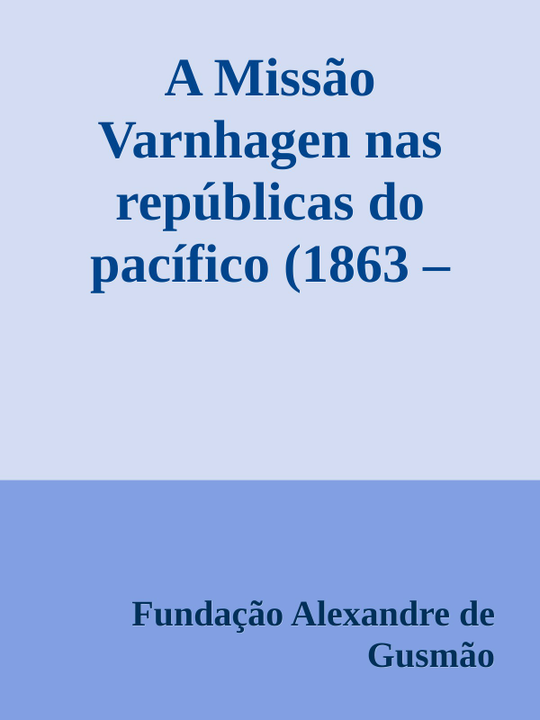 A Missão
Varnhagen nas
repúblicas do
pacífico (1863 –
Fundação Alexandre de
Gusmão